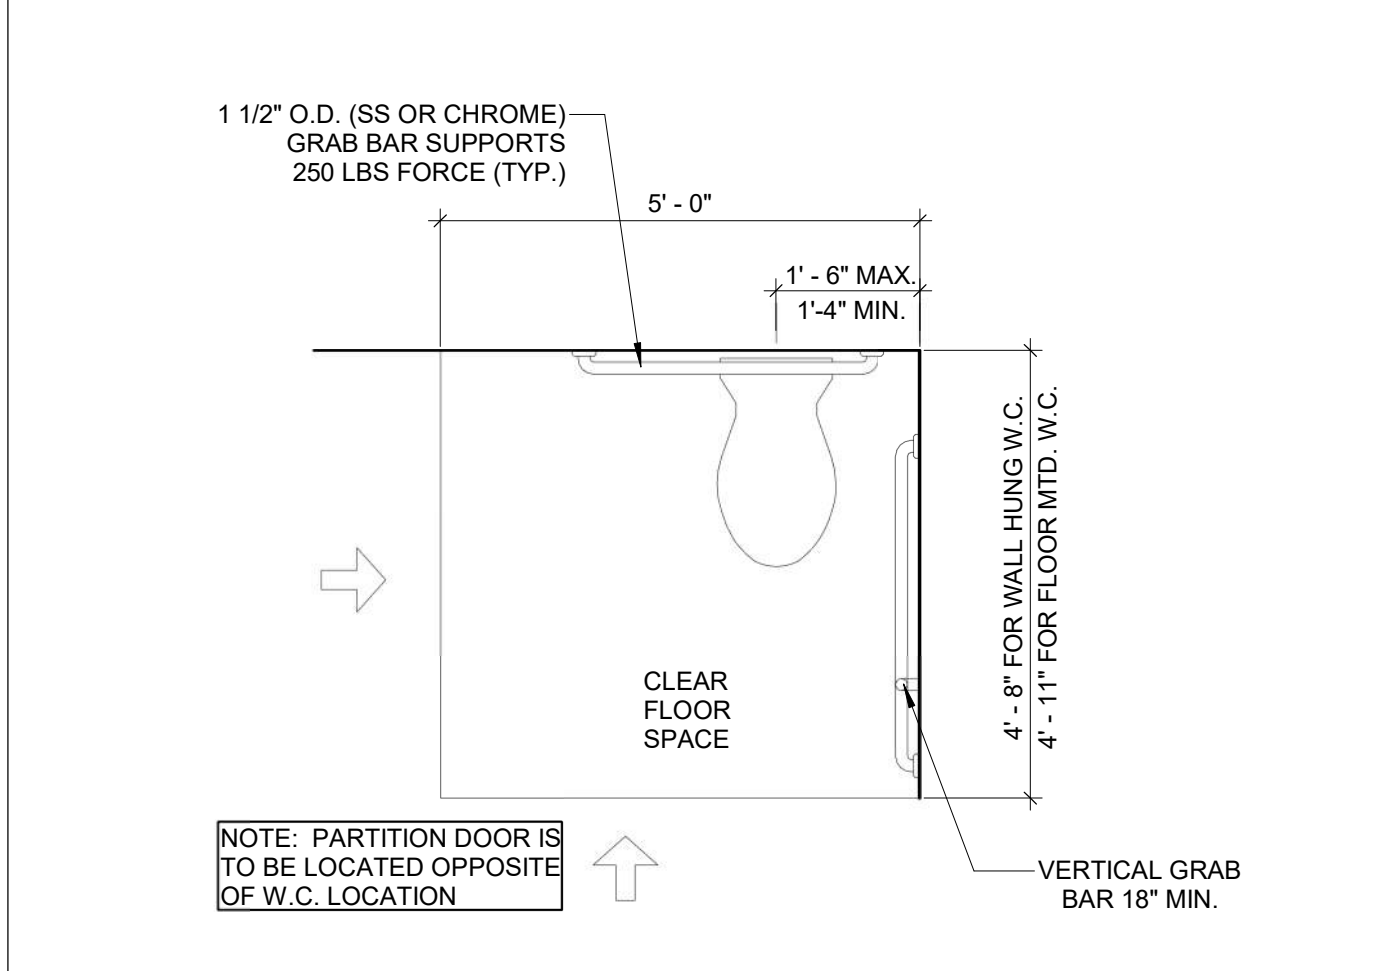 1 1/2" O.D. (SS OR CHROME)
GRAB BAR SUPPORTS
250 LBS FORCE (TYP.)
5' - 0"
1' - 6" MAX.
1'-4" MIN.
4' - 8" FOR WALL HUNG W.C.
4' - 11" FOR FLOOR MTD. W.C.
CLEAR
FLOOR
SPACE
NOTE:  PARTITION DOOR IS
TO BE LOCATED OPPOSITE
OF W.C. LOCATION
VERTICAL GRAB
BAR 18" MIN.